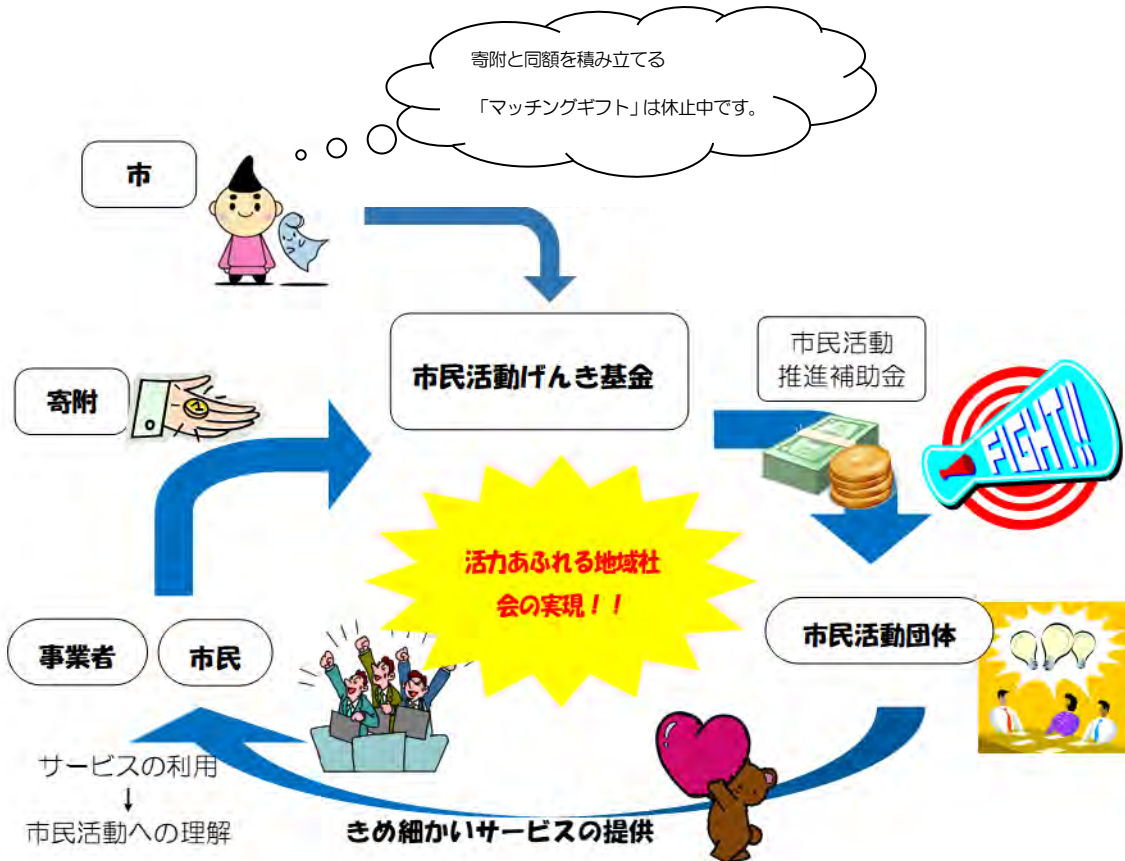 寄附と同額を積み立てる
「マッチングギフト」は休止中です。
市
市民活動げんき基金
市民活動
推進補助金
寄附
FIGHT!!
活力あふれる地域社
会の実現！！
事業者
市民
市民活動団体
サービスの利用
↓
市民活動への理解
きめ細かいサービスの提供